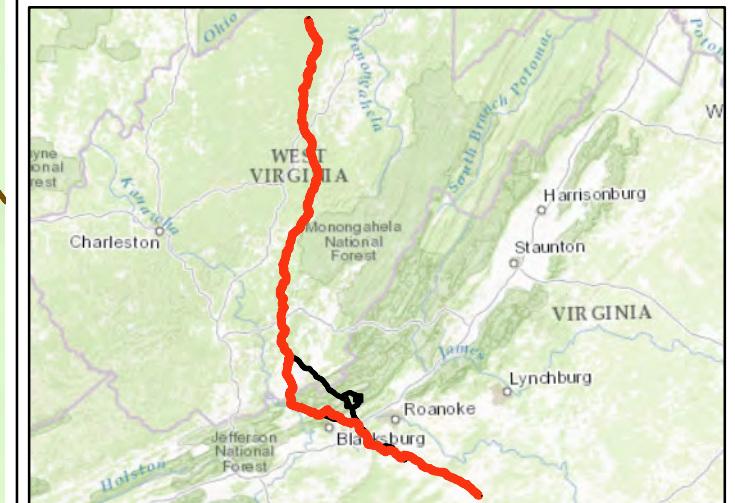 Ohio
Monongahela
South Branch Potomac
WEST
VIRGINIA
Kanawha
Harrisonburg
Charleston
Monongahela
National
Forest
Staunton
VIRGINIA
James
Lynchburg
Roanoke
Blacksburg
Jefferson
National
Forest
Holston